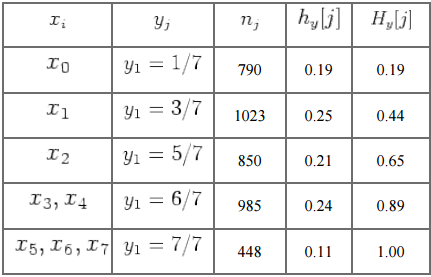 x_i y_j n_j h_y[j] H_y[j]
x_0 y_1 = 1/7 790 0.19 0.19
x_1 y_1 = 3/7 1023 0.25 0.44
x_2 y_1 = 5/7 850 0.21 0.65
x_3, x_4 y_1 = 6/7 985 0.24 0.89
x_5, x_6, x_7 y_1 = 7/7 448 0.11 1.00